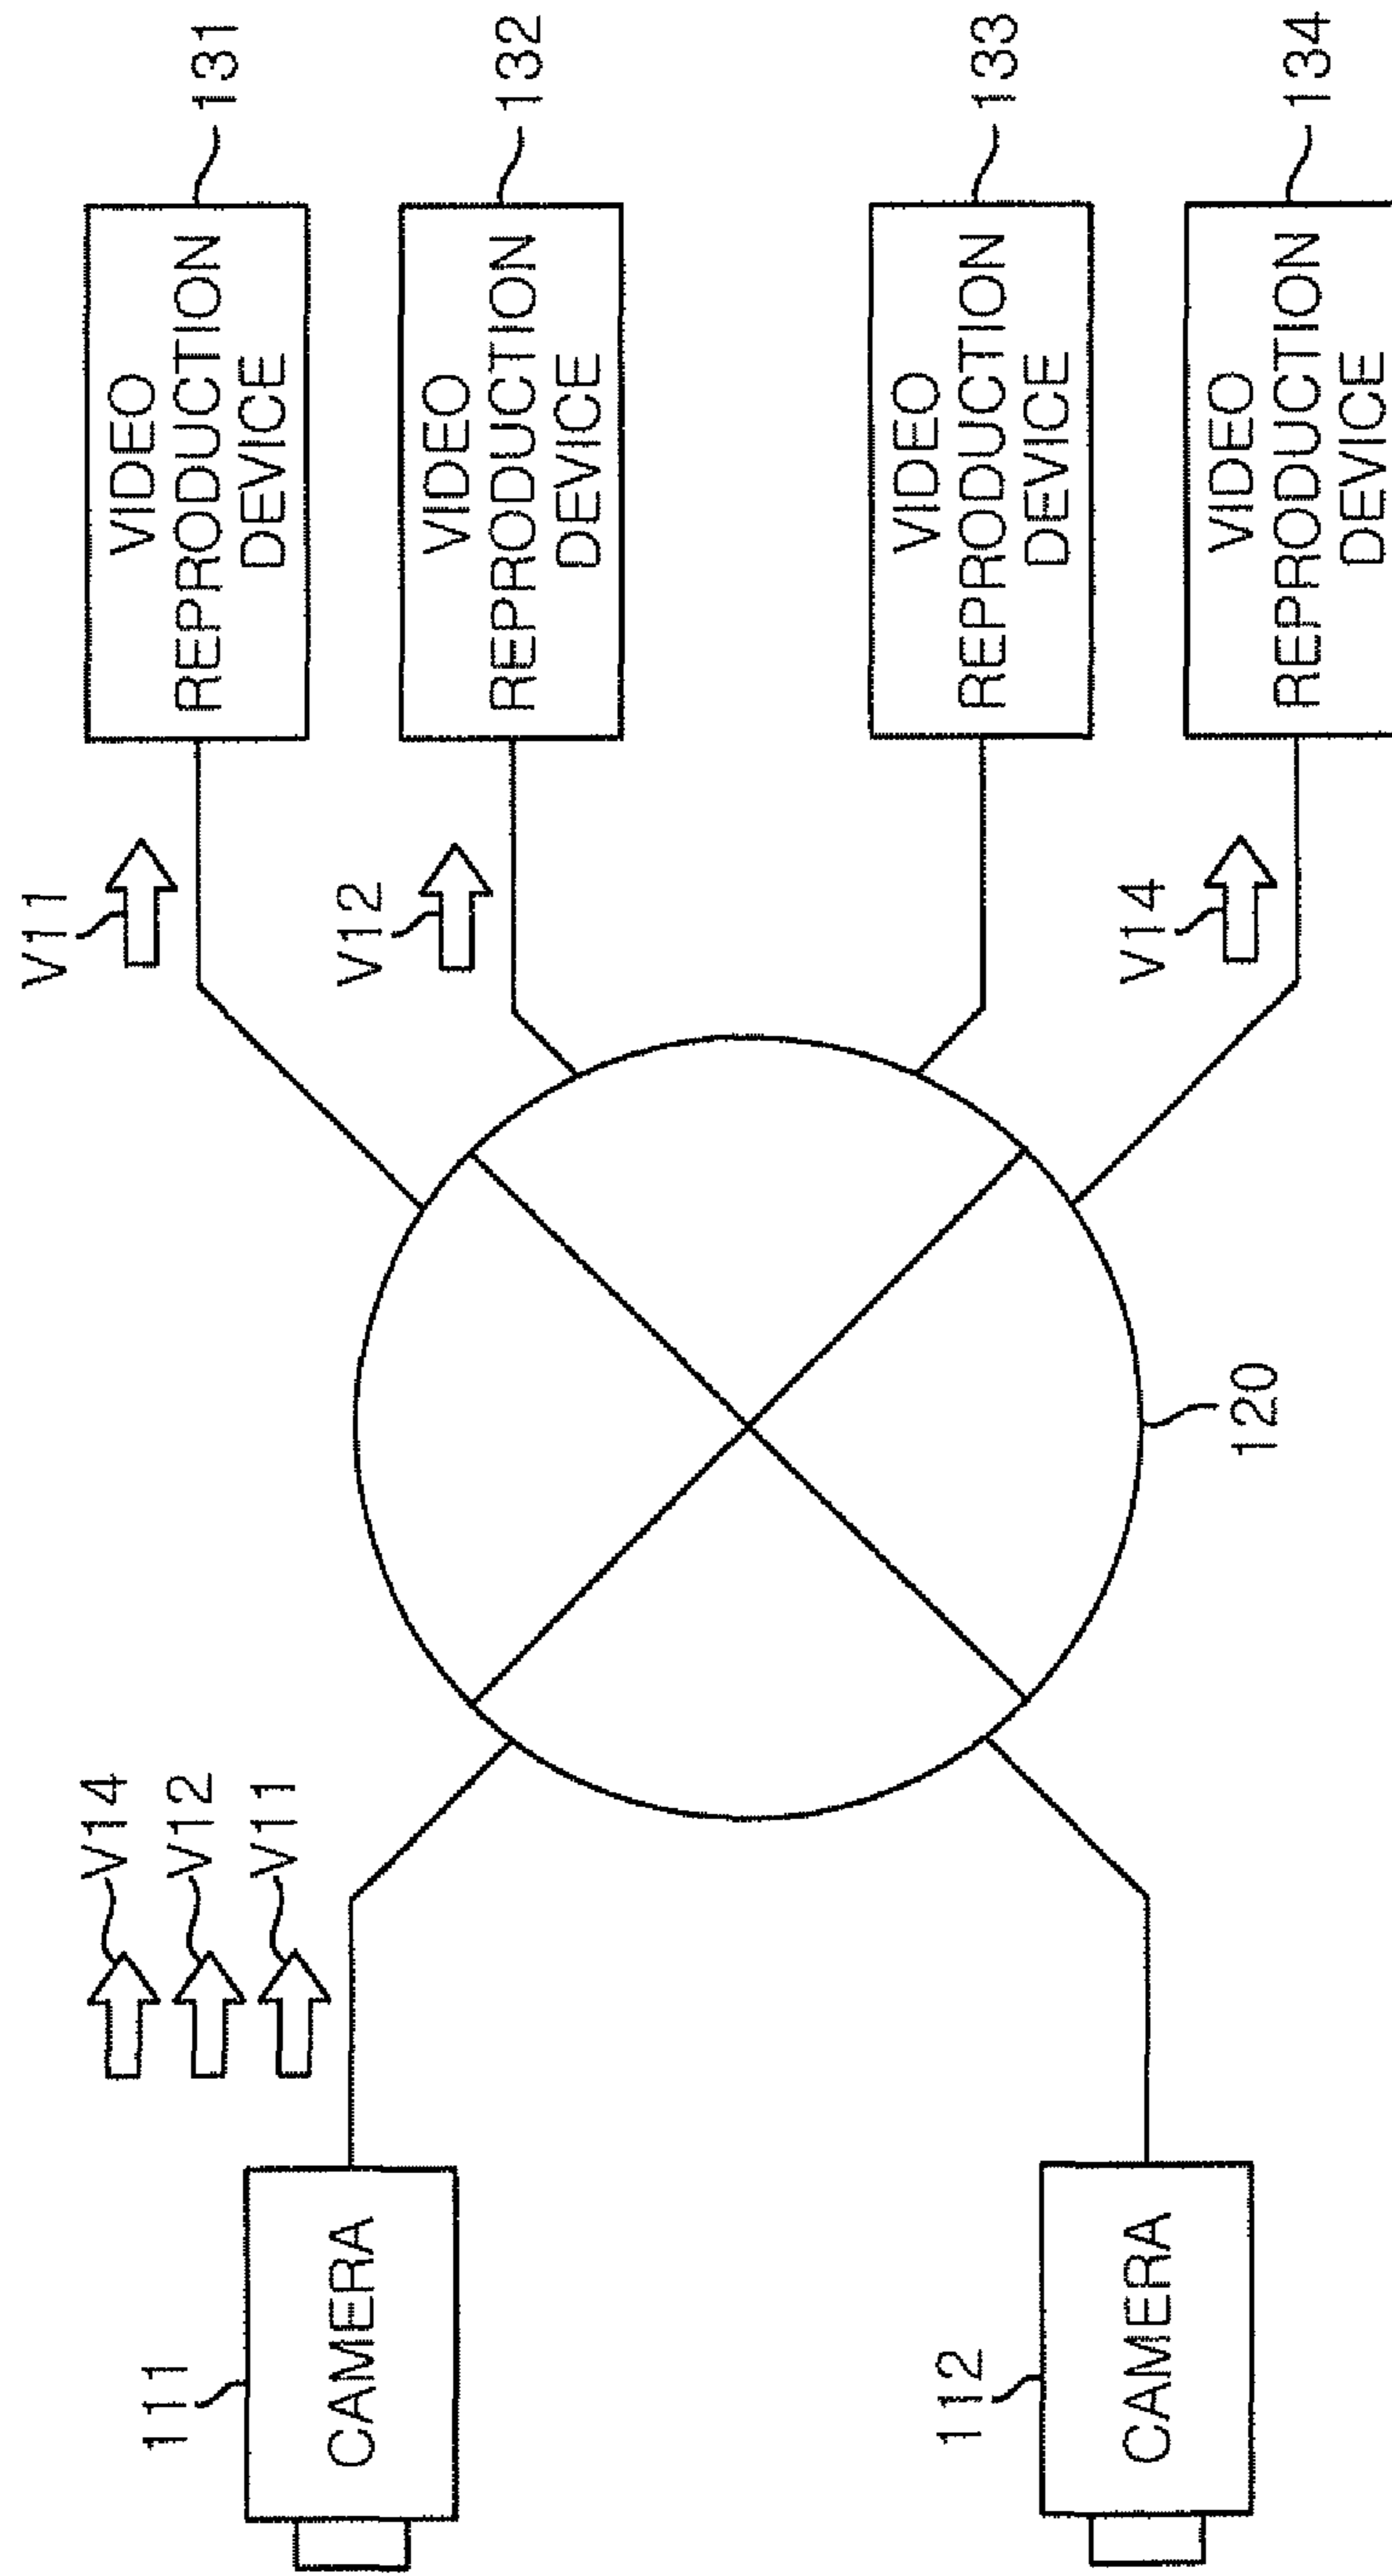 V14
V12
V11
111
CAMERA
112
CAMERA
120
V11
VIDEO
REPRODUCTION
DEVICE
131
V12
VIDEO
REPRODUCTION
DEVICE
132
VIDEO
REPRODUCTION
DEVICE
133
V14
VIDEO
REPRODUCTION
DEVICE
134